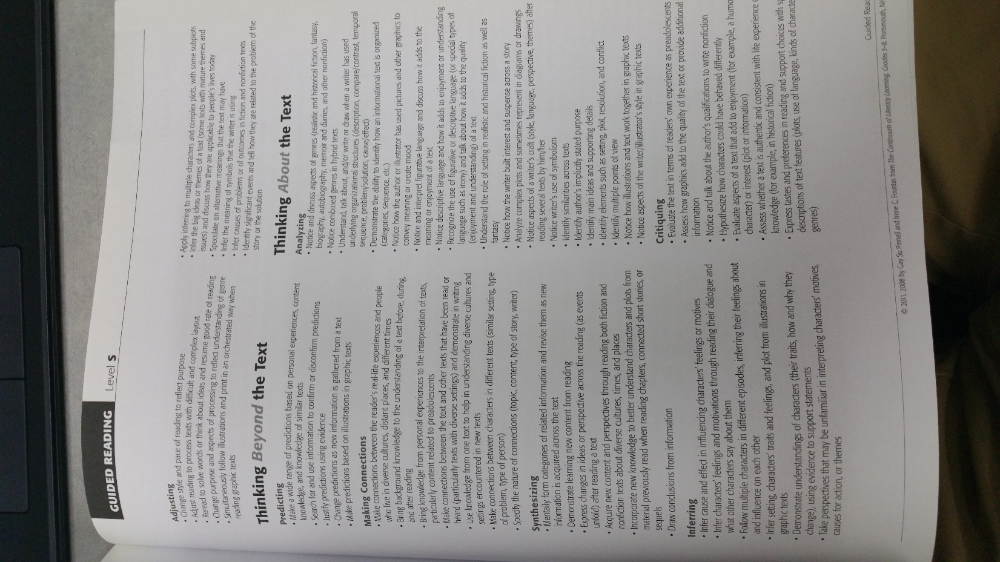 GUIDED READING Level S
Adjusting
• Change style and pace of reading to reflect purpose
• Adjust reading to process texts with difficult and complex layout
• Reread to solve words or think about ideas and resume good rate of reading
• Change purpose and aspects of processing to reflect understanding of genre
• Simultaneously follow illustrations and print in an orchestrated way when
reading graphic texts
Thinking Beyond the Text
Predicting
• Make a wide range of predictions based on personal experiences, content
knowledge, and knowledge of similar texts
• Search for and use information to confirm or disconfirm predictions
• Justify predictions using evidence
• Change predictions as new information is gathered from a text
• Make predictions based on illustrations in graphic texts
Making Connections
• Make connections between the reader's real-life experiences and people
who live in diverse cultures, distant places, and different times
• Bring background knowledge to the understanding of a text before, during,
and after reading
• Bring knowledge from personal experiences to the interpretation of texts,
particularly content related to preadolescents
• Make connections between the text and other texts that have been read or
heard (particularly texts with diverse settings) and demonstrate in writing
• Use knowledge from one text to help in understanding diverse cultures and
settings encountered in new texts
• Make connections between characters in different texts (similar setting, type
of problem, type of person)
• Specify the nature of connections (topic, content, type of story, writer)
Synthesizing
• Mentally form categories of related information and revise them as new
information is acquired across the text
• Demonstrate learning new content from reading
• Express changes in ideas or perspective across the reading (as events
unfold) after reading a text
• Acquire new content and perspectives through reading both fiction and
nonfiction texts about diverse cultures, times, and places
• Incorporate new knowledge to better understand characters and plots from
material previously read when reading chapters, connected short stories, or
sequels
• Draw conclusions from information
Inferring
• Infer cause and effect in influencing characters' feelings or motives
• Infer characters' feelings and motivations through reading their dialogue and
what other characters say about them
• Follow multiple characters in different episodes, inferring their feelings about
and influence on each other
• Infer setting, characters' traits and feelings, and plot from illustrations in
graphic texts
• Demonstrate understandings of characters (their traits, how and why they
change), using evidence to support statements
• Take perspectives that may be unfamiliar in interpreting characters' motives,
causes for action, or themes
• Apply inferring to multiple characters and complex plots, with some subplots
• Infer the big ideas or themes of a text (some texts with mature themes and
issues) and discuss how they are applicable to people's lives today
• Speculate on alternative meanings that the text may have
• Infer the meaning of symbols that the writer is using
• Infer causes of problems or of outcomes in fiction and nonfiction texts
• Identify significant events and tell how they are related to the problem of the
story or the solution
Thinking About the Text
Analyzing
• Notice and discuss aspects of genres (realistic and historical fiction, fantasy,
biography, autobiography, memoir and diaries, and other nonfiction)
• Notice combined genres in hybrid texts
• Understand, talk about, and/or write or draw when a writer has used
underlying organizational structures (description, compare/contrast, temporal
sequence, problem/solution, cause/effect)
• Demonstrate the ability to identify how an informational text is organized
(categories, sequence, etc.)
• Notice how the author or illustrator has used pictures and other graphics to
convey meaning or create mood
• Notice and interpret figurative language and discuss how it adds to the
meaning or enjoyment of a text
• Notice descriptive language and how it adds to enjoyment or understanding
• Recognize the use of figurative or descriptive language (or special types of
language such as irony) and talk about how it adds to the quality
(enjoyment and understanding) of a text
• Understand the role of setting in realistic and historical fiction as well as
fantasy
• Notice how the writer built interest and suspense across a story
• Analyze complex plots and sometimes represent in diagrams or drawings
• Notice aspects of a writer's craft (style, language, perspective, themes) after
reading several texts by him/her
• Notice writer's use of symbolism
• Identify similarities across texts
• Identify author's implicitly stated purpose
• Identify main ideas and supporting details
• Identify elements such as setting, plot, resolution, and conflict
• Identify multiple points of view
• Notice how illustrations and text work together in graphic texts
• Notice aspects of the writer/illustrator's style in graphic texts
Critiquing
• Evaluate the text in terms of readers' own experience as preadolescents
• Assess how graphics add to the quality of the text or provide additional
information
• Notice and talk about the author's qualifications to write nonfiction
• Hypothesize how characters could have behaved differently
• Evaluate aspects of a text that add to enjoyment (for example, a humo
character) or interest (plot or information)
• Assess whether a text is authentic and consistent with life experience
knowledge (for example, in historical fiction)
• Express tastes and preferences in reading and support choices with
descriptions of text features (plots, use of language, kinds of characte
genres)
Guided Read
© 2011, 2008 by Gay Su Pinnell and Irene C. Fountas from The Continuum of Literacy Learning, Grades 3–8. Portsmouth, NH